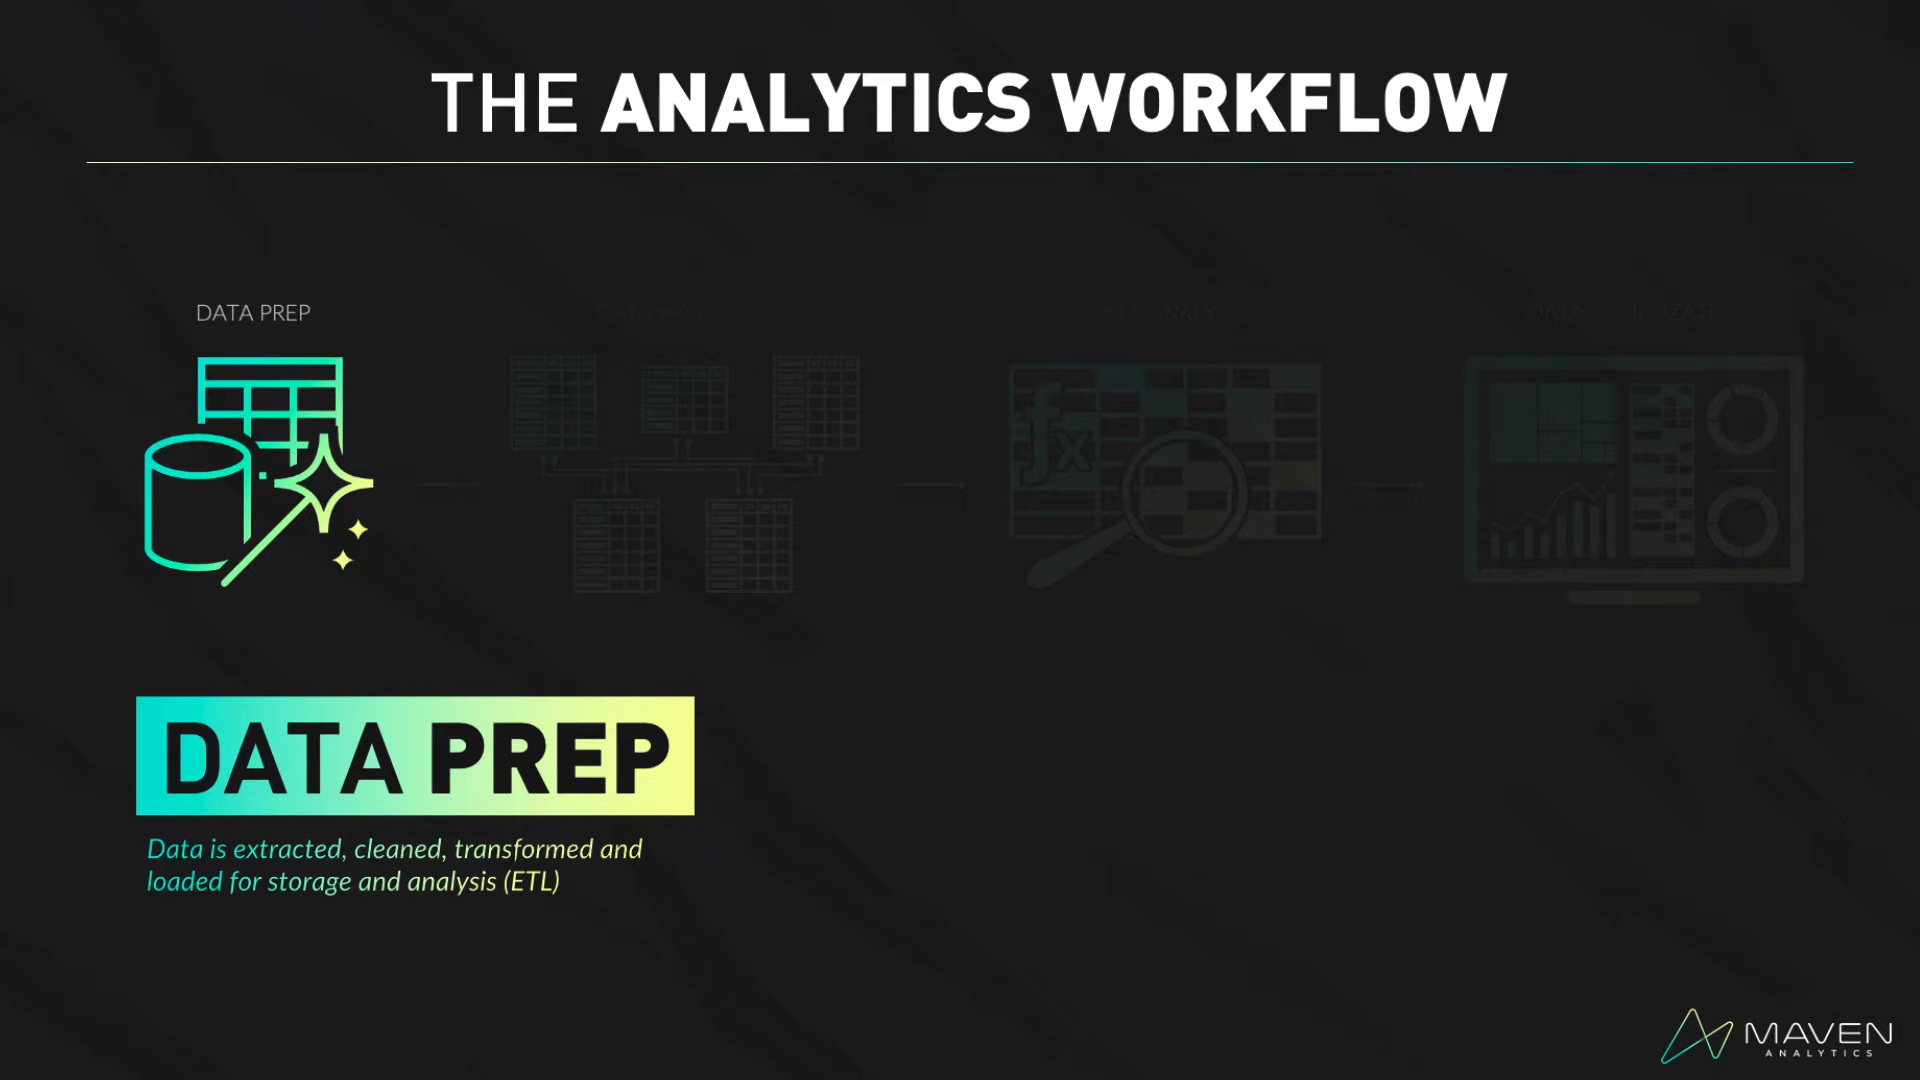 THE ANALYTICS WORKFLOW
DATA PREP
fx
DATA PREP
Data is extracted, cleaned, transformed and
loaded for storage and analysis (ETL)
MAVEN
ANALYTICS